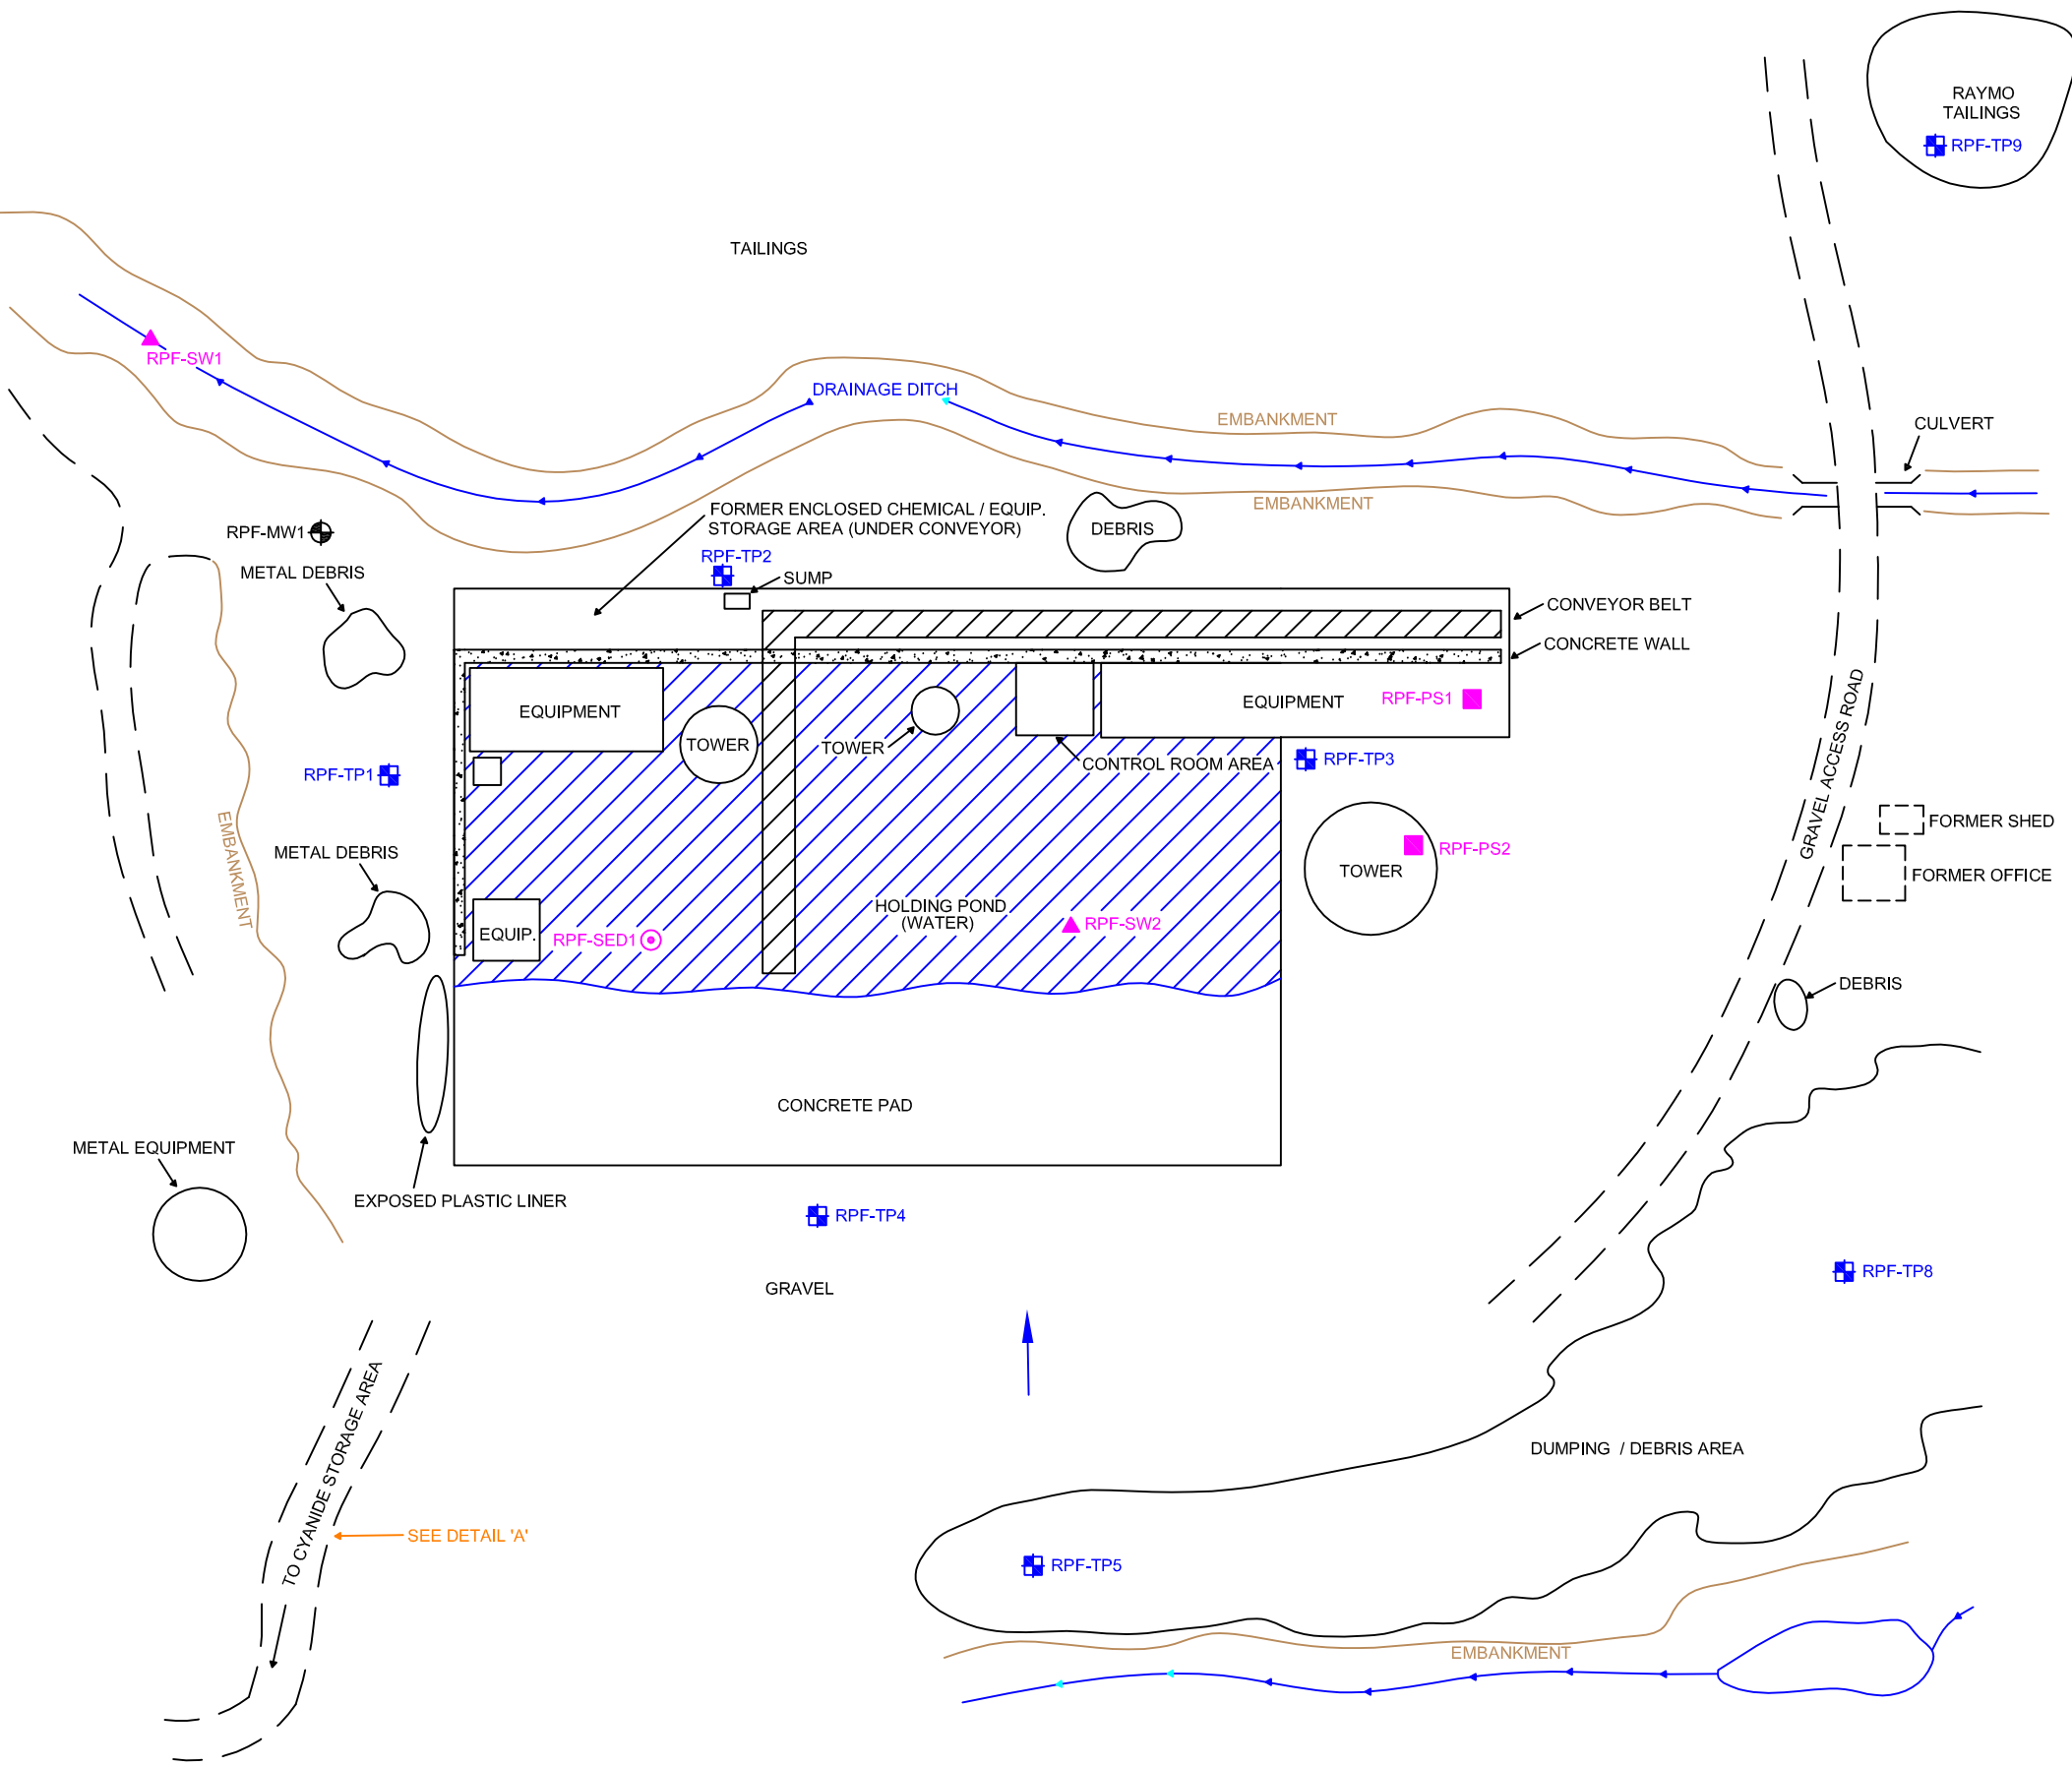 RAYMO
TAILINGS
RPF-TP9
TAILINGS
RPF-SW1
DRAINAGE DITCH
EMBANKMENT
CULVERT
EMBANKMENT
FORMER ENCLOSED CHEMICAL / EQUIP.
STORAGE AREA (UNDER CONVEYOR)
DEBRIS
RPF-MW1
RPF-TP2
METAL DEBRIS
SUMP
CONVEYOR BELT
CONCRETE WALL
EQUIPMENT
EQUIPMENT
RPF-PS1
TOWER
TOWER
CONTROL ROOM AREA
RPF-TP3
RPF-TP1
GRAVEL ACCESS ROAD
FORMER SHED
EMBANKMENT
METAL DEBRIS
RPF-PS2
TOWER
FORMER OFFICE
HOLDING POND
(WATER)
RPF-SW2
EQUIP.
RPF-SED1
DEBRIS
CONCRETE PAD
METAL EQUIPMENT
EXPOSED PLASTIC LINER
RPF-TP4
RPF-TP8
GRAVEL
TO CYANIDE STORAGE AREA
DUMPING / DEBRIS AREA
SEE DETAIL 'A'
RPF-TP5
EMBANKMENT